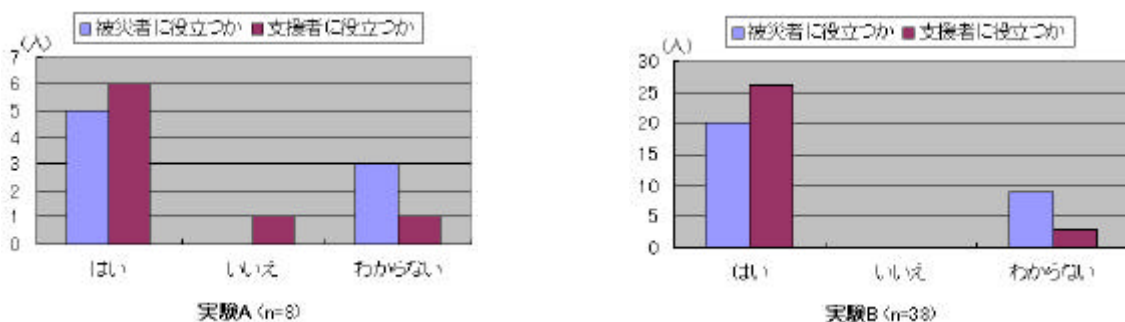 被災者に役立つか 支援者に役立つか
(人)
7
6
5
4
3
2
1
0
はい いいえ わからない
実験A (n=8)
被災者に役立つか 支援者に役立つか
(人)
30
25
20
15
10
5
0
はい いいえ わからない
実験B (n=38)